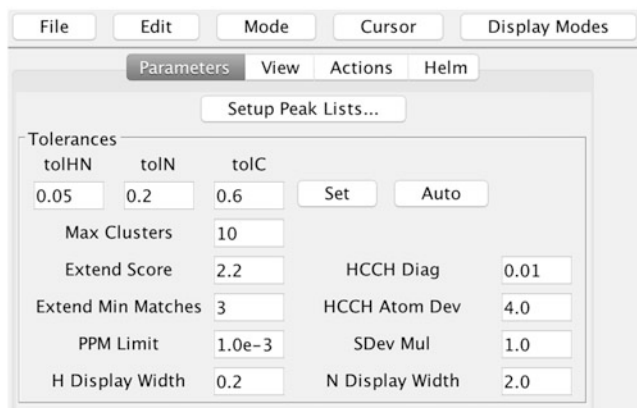 File Edit Mode Cursor Display Modes
Parameters View Actions Helm
Setup Peak Lists...
Tolerances
tolHN tolN tolC
0.05 0.2 0.6 Set Auto
Max Clusters 10
Extend Score 2.2 HCCH Diag 0.01
Extend Min Matches 3 HCCH Atom Dev 4.0
PPM Limit 1.0e-3 SDev Mul 1.0
H Display Width 0.2 N Display Width 2.0